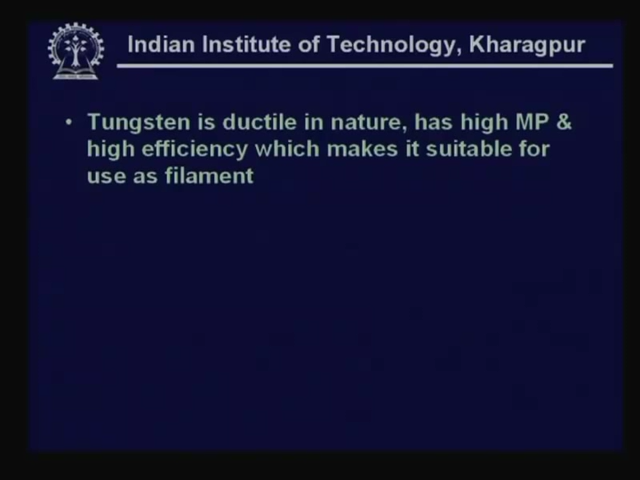 Indian Institute of Technology, Kharagpur
• Tungsten is ductile in nature, has high MP &
high efficiency which makes it suitable for
use as filament